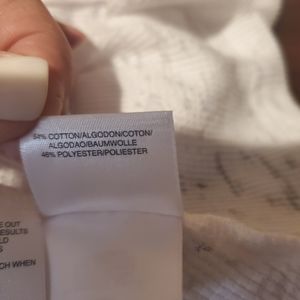 54% COTTON/ALGODON/COTON/
ALGODAO/BAUMWOLLE
46% POLYESTER/POLIESTER
E OUT
RESULTS
LD
S
CH WHEN